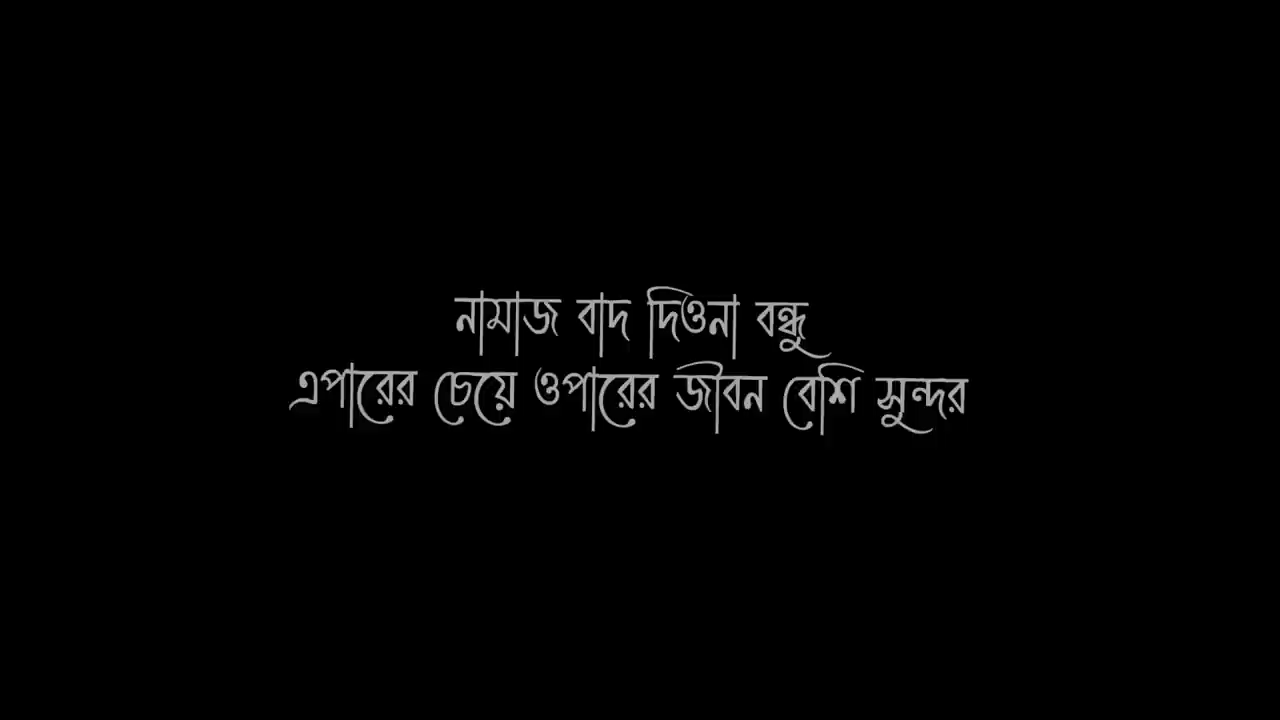 নামাজ বাদ দিওনা বন্ধু
এপারের চেয়ে ওপারের জীবন বেশি সুন্দর